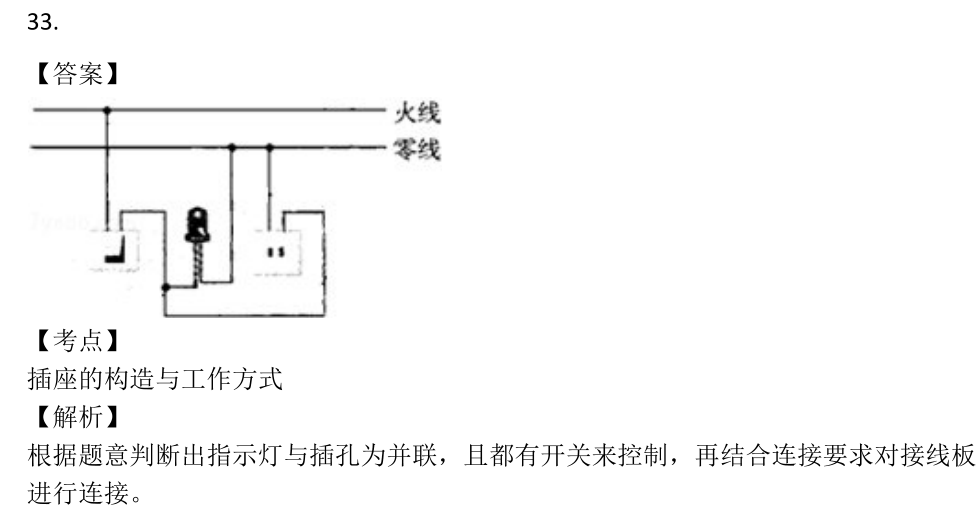 33.
【答案】
火线
零线
【考点】
插座的构造与工作方式
【解析】
根据题意判断出指示灯与插孔为并联，且都有开关来控制，再结合连接要求对接线板
进行连接。